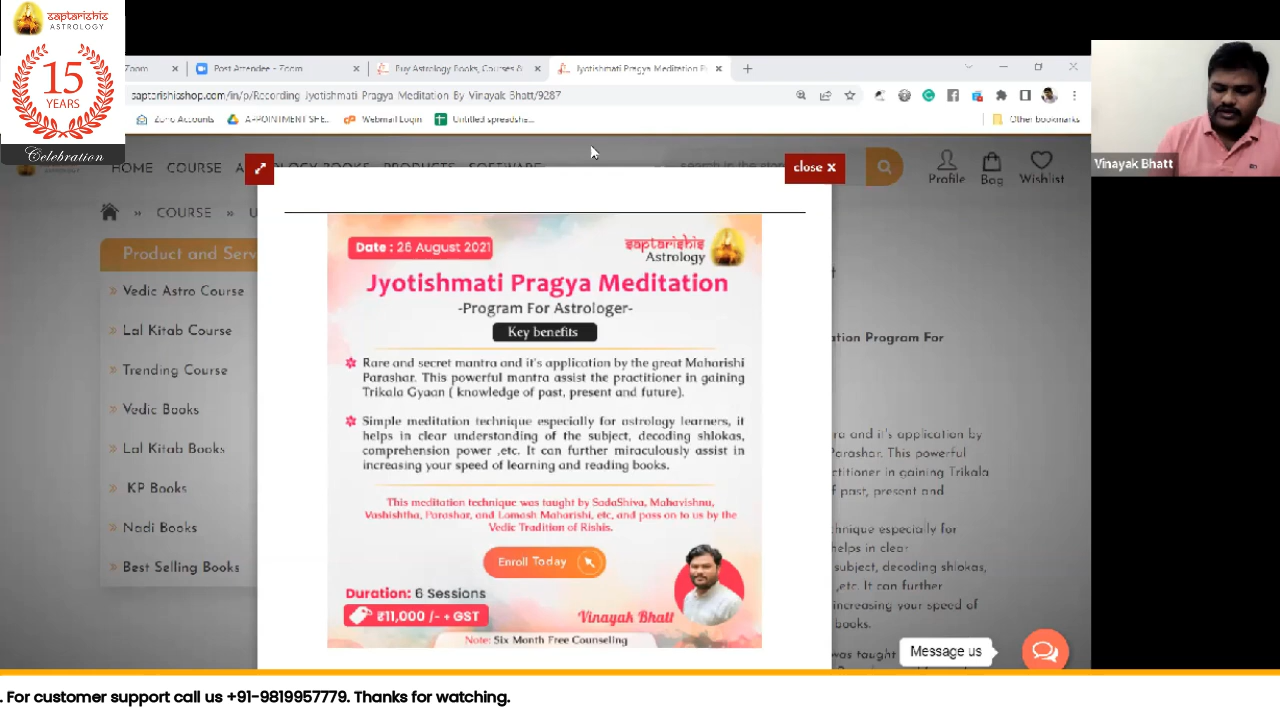 saptarishis
ASTROLOGY
15
YEARS
Celebration
Zoom
Post Attendee - Zoom
Buy Astrology Books, Courses &
Jyotishmati Pragya Meditation P
saptarishisshop.com/in/p/Recording-Jyotishmati-Pragya-Meditation-By-Vinayak-Bhatt/9287
Zoho Accounts
APPOINTMENT SHE...
Webmail Login
Untitled spreadshe...
Other bookmarks
Vinayak Bhatt
HOME
COURSE
PRODUCTS
SOFTWARE
close x
Profile
Bag
Wishlist
COURSE
Product and Serv
Vedic Astro Course
Lal Kitab Course
Trending Course
Vedic Books
Lal Kitab Books
KP Books
Nadi Books
Best Selling Books
Date : 26 August 2021
saptarishis
Astrology
Jyotishmati Pragya Meditation
-Program For Astrologer-
Key benefits
Rare and secret mantra and it's application by the great Maharishi
Parashar. This powerful mantra assist the practitioner in gaining
Trikala Gyaan ( knowledge of past, present and future).
Simple meditation technique especially for astrology learners, it
helps in clear understanding of the subject, decoding shlokas,
comprehension power ,etc. It can further miraculously assist in
increasing your speed of learning and reading books.
This meditation technique was taught by SadaShiva, Mahavishnu,
Vashishtha, Parashar, and Lomash Maharishi, etc, and pass on to us by the
Vedic Tradition of Rishis.
Enroll Today
Duration: 6 Sessions
₹11,000 /- + GST
Vinayak Bhatt
Note: Six Month Free Counseling
ation Program For
ra and it's application by
Parashar. This powerful
ctitioner in gaining Trikala
f past, present and
chnique especially for
helps in clear
subject, decoding shlokas,
,etc. It can further
increasing your speed of
books.
was taught
Message us
. For customer support call us +91-9819957779. Thanks for watching.